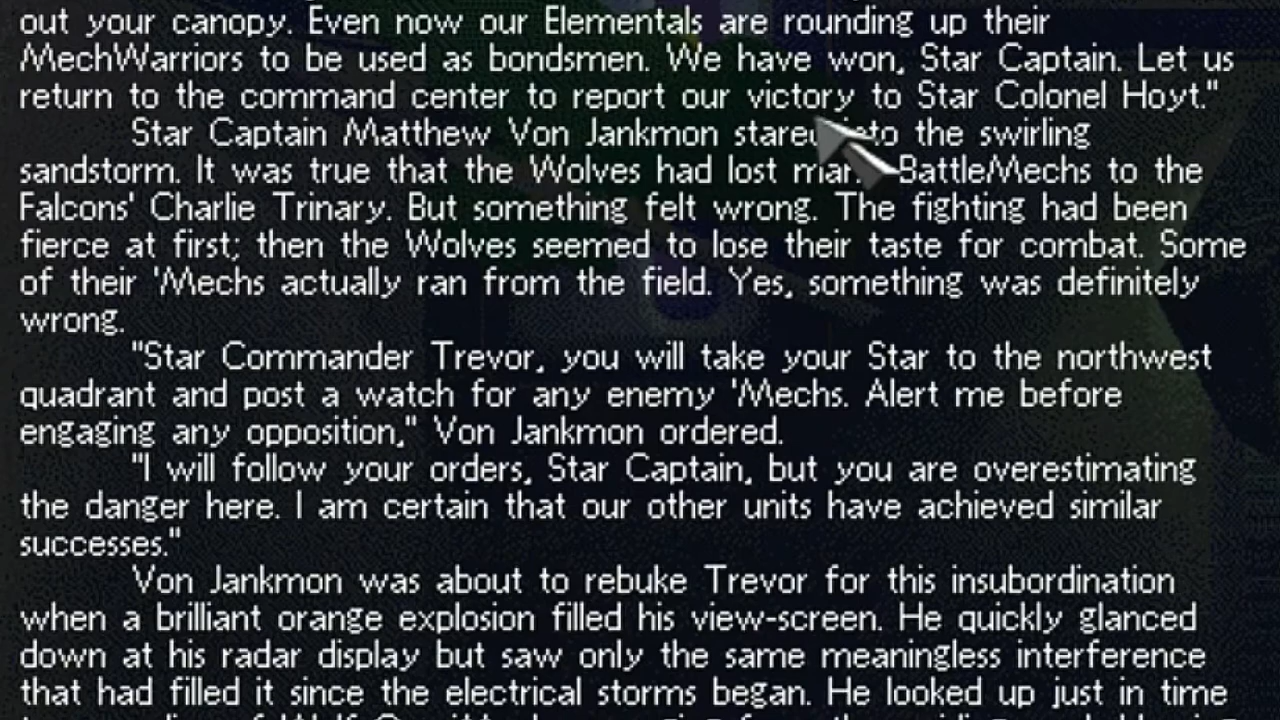 out your canopy. Even now our Elementals are rounding up their
MechWarriors to be used as bondsmen. We have won, Star Captain. Let us
return to the command center to report our victory to Star Colonel Hoyt."
Star Captain Matthew Von Jankmon stared into the swirling
sandstorm. It was true that the Wolves had lost many BattleMechs to the
Falcons' Charlie Trinary. But something felt wrong. The fighting had been
fierce at first; then the Wolves seemed to lose their taste for combat. Some
of their 'Mechs actually ran from the field. Yes, something was definitely
wrong.
"Star Commander Trevor, you will take your Star to the northwest
quadrant and post a watch for any enemy 'Mechs. Alert me before
engaging any opposition," Von Jankmon ordered.
"I will follow your orders, Star Captain, but you are overestimating
the danger here. I am certain that our other units have achieved similar
successes."
Von Jankmon was about to rebuke Trevor for this insubordination
when a brilliant orange explosion filled his view-screen. He quickly glanced
down at his radar display but saw only the same meaningless interference
that had filled it since the electrical storms began. He looked up just in time